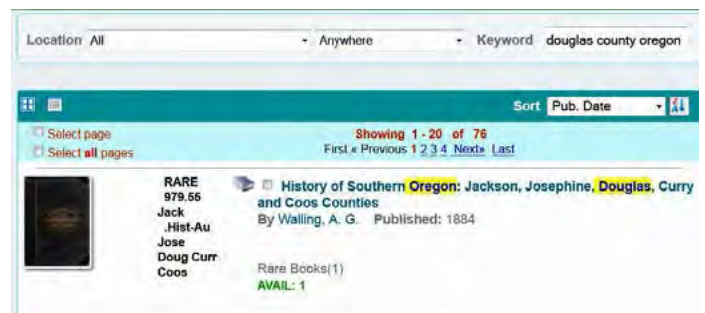 Location All Anywhere Keyword douglas county oregon
Sort Pub. Date
Select page
Select all pages
Showing 1 - 20 of 76
First « Previous 1 2 3 4 Next» Last
RARE
979.55
Jack
.Hist-Au
Jose
Doug Curr
Coos
History of Southern Oregon: Jackson, Josephine, Douglas, Curry
and Coos Counties
By Walling, A. G. Published: 1884
Rare Books(1)
AVAIL: 1